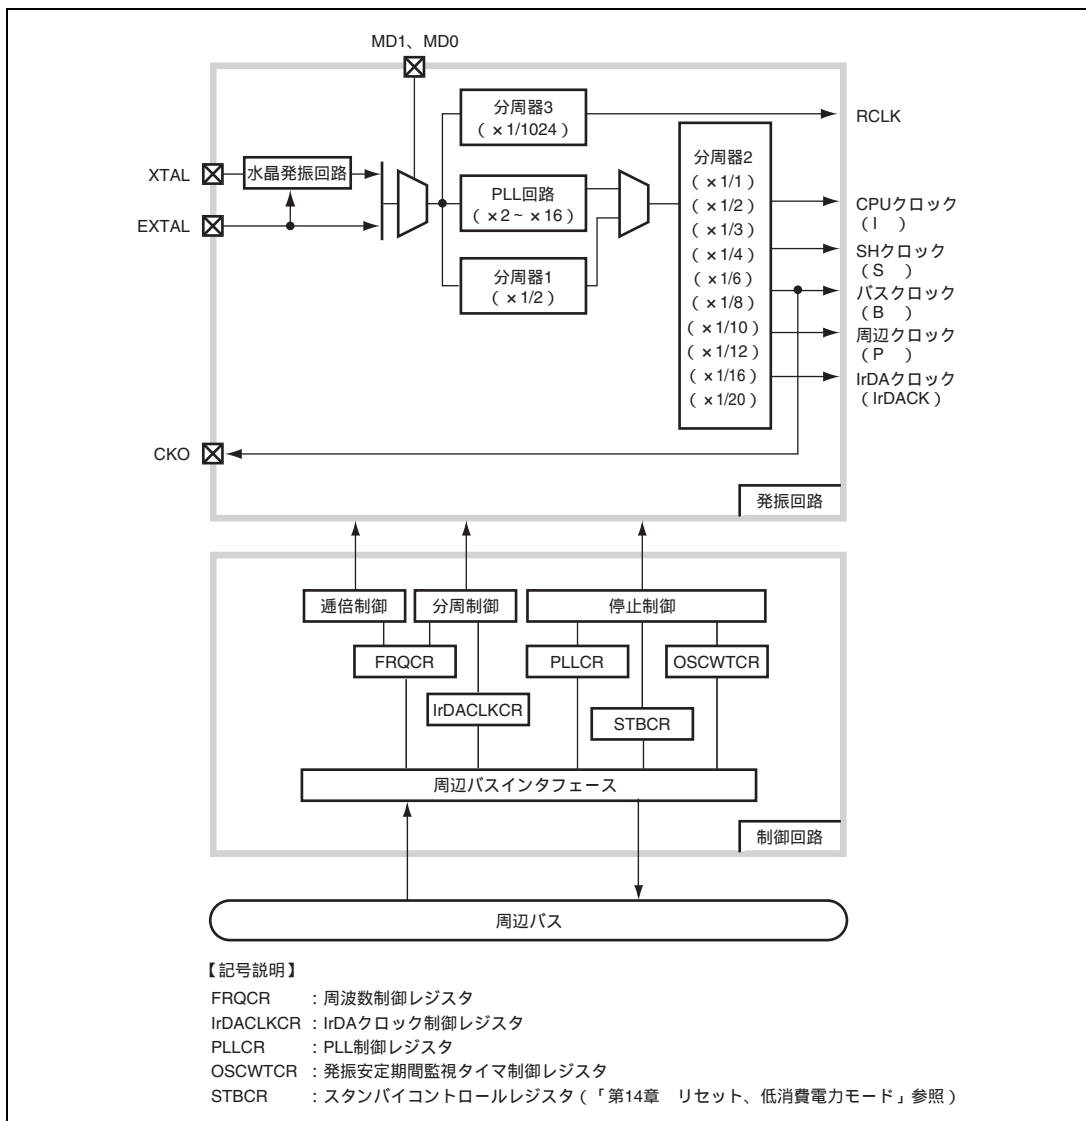 MD1、MD0
分周器3
（ ×1/1024）
RCLK
XTAL
水晶発振回路
EXTAL
PLL回路
（ ×2～ ×16）
分周器1
（ ×1/2）
分周器2
（ ×1/1）
（ ×1/2）
（ ×1/3）
（ ×1/4）
（ ×1/6）
（ ×1/8）
（ ×1/10）
（ ×1/12）
（ ×1/16）
（ ×1/20）
CPUクロック
（ I　）
SHクロック
（ S　）
バスクロック
（ B　）
周辺クロック
（ P　）
IrDAクロック
（ IrDACK ）
CKO
発振回路
逓倍制御
分周制御
停止制御
FRQCR
PLLCR
OSCWTCR
IrDACLKCR
STBCR
周辺バスインタフェース
制御回路
周辺バス
【記号説明】
FRQCR ：周波数制御レジスタ
IrDACLKCR ：IrDAクロック制御レジスタ
PLLCR ：PLL制御レジスタ
OSCWTCR ：発振安定期間監視タイマ制御レジスタ
STBCR ：スタンバイコントロールレジスタ（「第14章　リセット、低消費電力モード」参照）